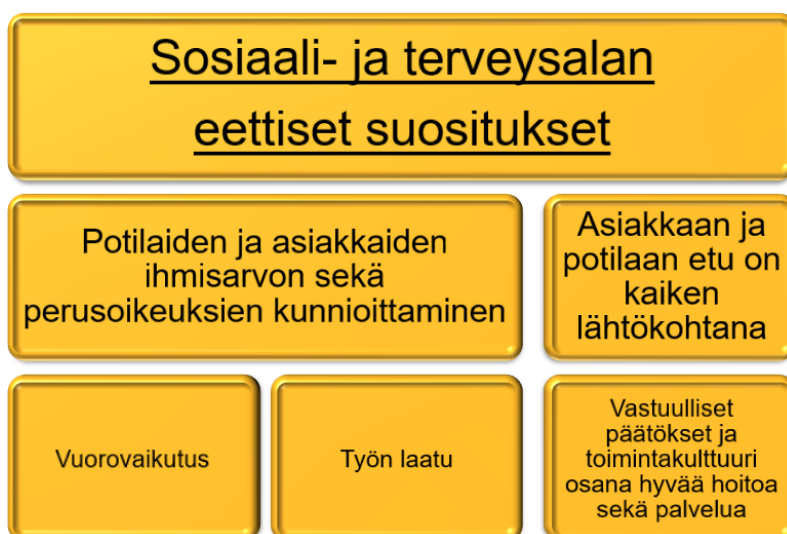 Sosiaali- ja terveysalan
eettiset suositukset
Potilaiden ja asiakkaiden
ihmisarvon sekä
perusoikeuksien kunnioittaminen
Asiakkaan ja
potilaan etu on
kaiken
lähtökohtana
Vuorovaikutus
Työn laatu
Vastuulliset
päätökset ja
toimintakulttuuri
osana hyvää hoitoa
sekä palvelua